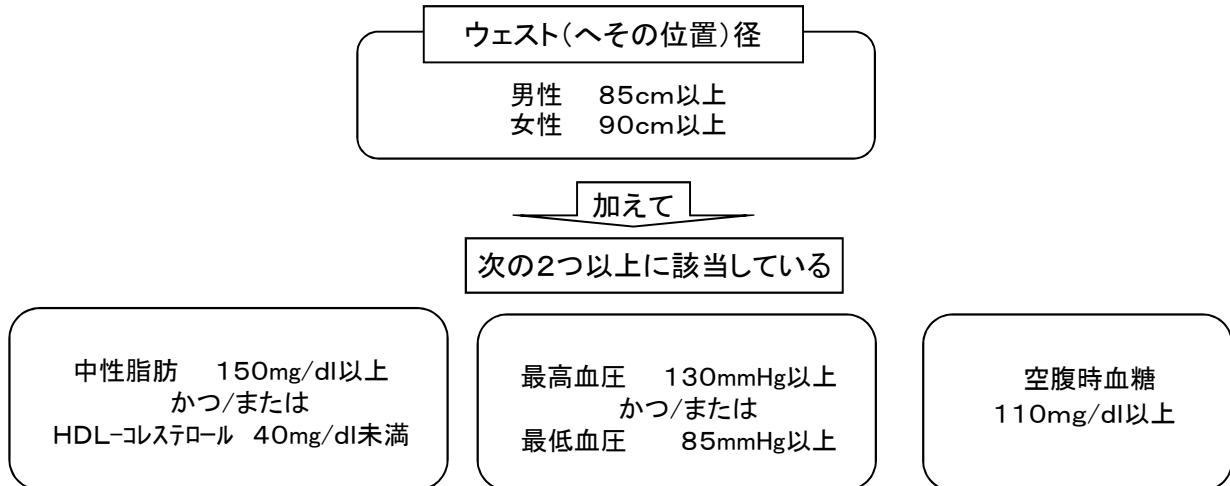 ウェスト(へその位置)径
男性 85cm以上
女性 90cm以上
加えて
次の2つ以上に該当している
中性脂肪 150mg/dl以上
かつ/または
HDL-コレステロール 40mg/dl未満
最高血圧 130mmHg以上
かつ/または
最低血圧 85mmHg以上
空腹時血糖
110mg/dl以上